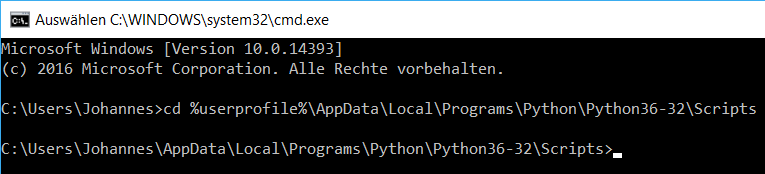 Auswählen C:\WINDOWS\system32\cmd.exe
Microsoft Windows [Version 10.0.14393]
(c) 2016 Microsoft Corporation. Alle Rechte vorbehalten.
C:\Users\Johannes>cd %userprofile%\AppData\Local\Programs\Python\Python36-32\Scripts
C:\Users\Johannes\AppData\Local\Programs\Python\Python36-32\Scripts>